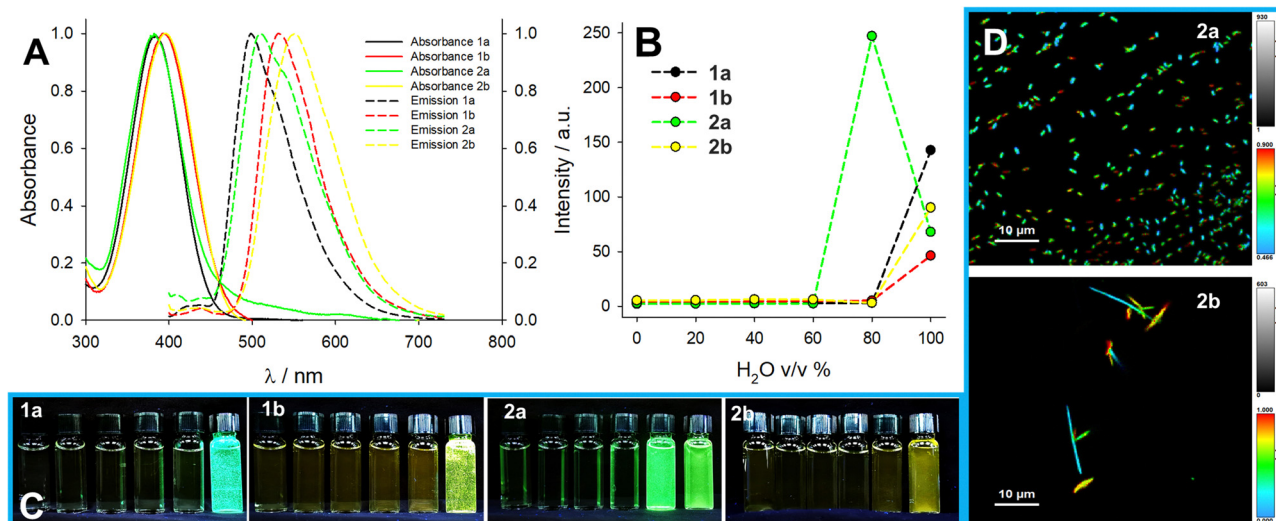 A
Absorbance
1.0
0.8
0.6
0.4
0.2
0.0
300
400
500
600
700
800
λ / nm
1.0
0.8
0.6
0.4
0.2
0.0
Absorbance 1a
Absorbance 1b
Absorbance 2a
Absorbance 2b
Emission 1a
Emission 1b
Emission 2a
Emission 2b
B
Intensity / a.u.
250
200
150
100
50
0
0
20
40
60
80
100
H₂O v/v %
1a
1b
2a
2b
C
1a
1b
2a
2b
D
2a
10 µm
930
1
0.900
0.466
2b
10 µm
603
0
1.000
0.000